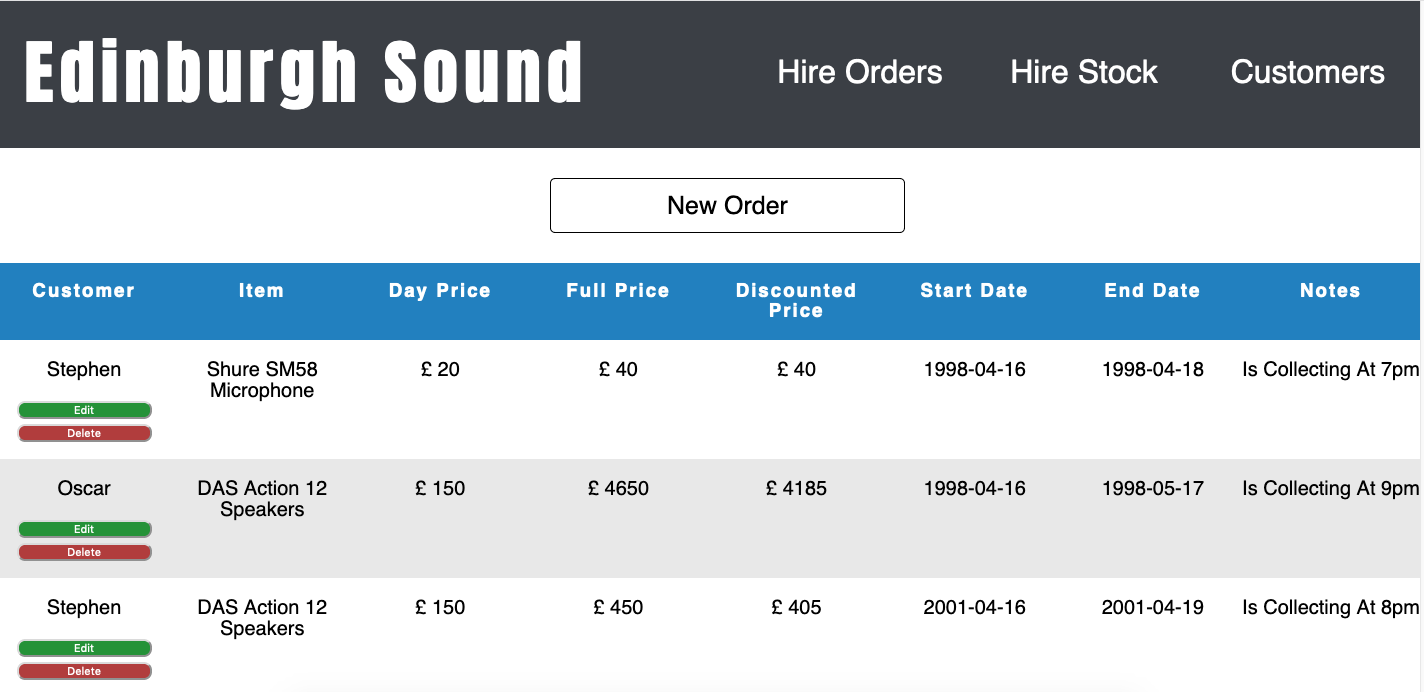 Edinburgh Sound
Hire Orders Hire Stock Customers
New Order
Customer Item Day Price Full Price Discounted Price Start Date End Date Notes
Stephen Shure SM58 Microphone £ 20 £ 40 £ 40 1998-04-16 1998-04-18 Is Collecting At 7pm
Edit
Delete
Oscar DAS Action 12 Speakers £ 150 £ 4650 £ 4185 1998-04-16 1998-05-17 Is Collecting At 9pm
Edit
Delete
Stephen DAS Action 12 Speakers £ 150 £ 450 £ 405 2001-04-16 2001-04-19 Is Collecting At 8pm
Edit
Delete